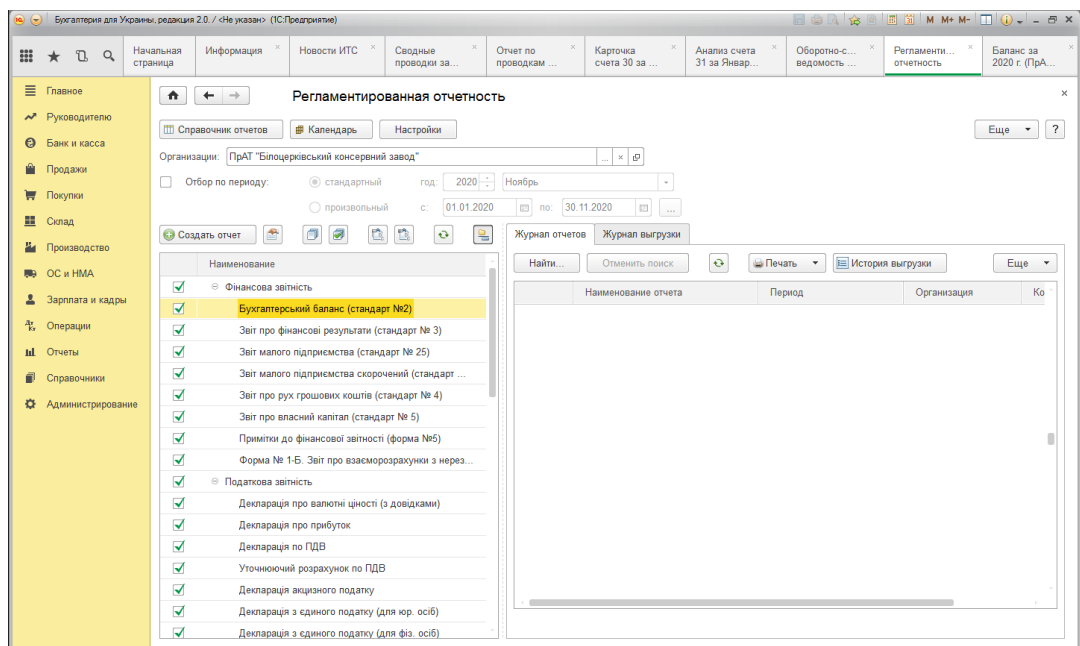 Бухгалтерия для Украины, редакция 2.0. / <Не указан> (1С:Предприятие)
M M+ M-
Начальная страница
Информация
Новости ИТС
Сводные проводки за...
Отчет по проводкам ...
Карточка счета 30 за ...
Анализ счета 31 за Январ...
Оборотно-с... ведомость ...
Регламенти... отчетность
Баланс за 2020 г. (ПрА...
Главное
Руководителю
Банк и касса
Продажи
Покупки
Склад
Производство
ОС и НМА
Зарплата и кадры
Операции
Отчеты
Справочники
Администрирование
Регламентированная отчетность
Справочник отчетов
Календарь
Настройки
Еще
?
Организации: ПрАТ "Білоцерківський консервний завод"
Отбор по периоду: стандартный год: 2020 Ноябрь
произвольный с: 01.01.2020 по: 30.11.2020 ...
Создать отчет
Наименование
Фінансова звітність
Бухгалтерський баланс (стандарт №2)
Звіт про фінансові результати (стандарт № 3)
Звіт малого підприємства (стандарт № 25)
Звіт малого підприємства скорочений (стандарт ...
Звіт про рух грошових коштів (стандарт № 4)
Звіт про власний капітал (стандарт № 5)
Примітки до фінансової звітності (форма №5)
Форма № 1-Б. Звіт про взаєморозрахунки з нерез...
Податкова звітність
Декларація про валютні ціності (з довідками)
Декларація про прибуток
Декларація по ПДВ
Уточнюючий розрахунок по ПДВ
Декларація акцизного податку
Декларація з єдиного податку (для юр. осіб)
Декларація з єдиного податку (для фіз. осіб)
Журнал отчетов
Журнал выгрузки
Найти...
Отменить поиск
Печать
История выгрузки
Еще
Наименование отчета
Период
Организация
Ко